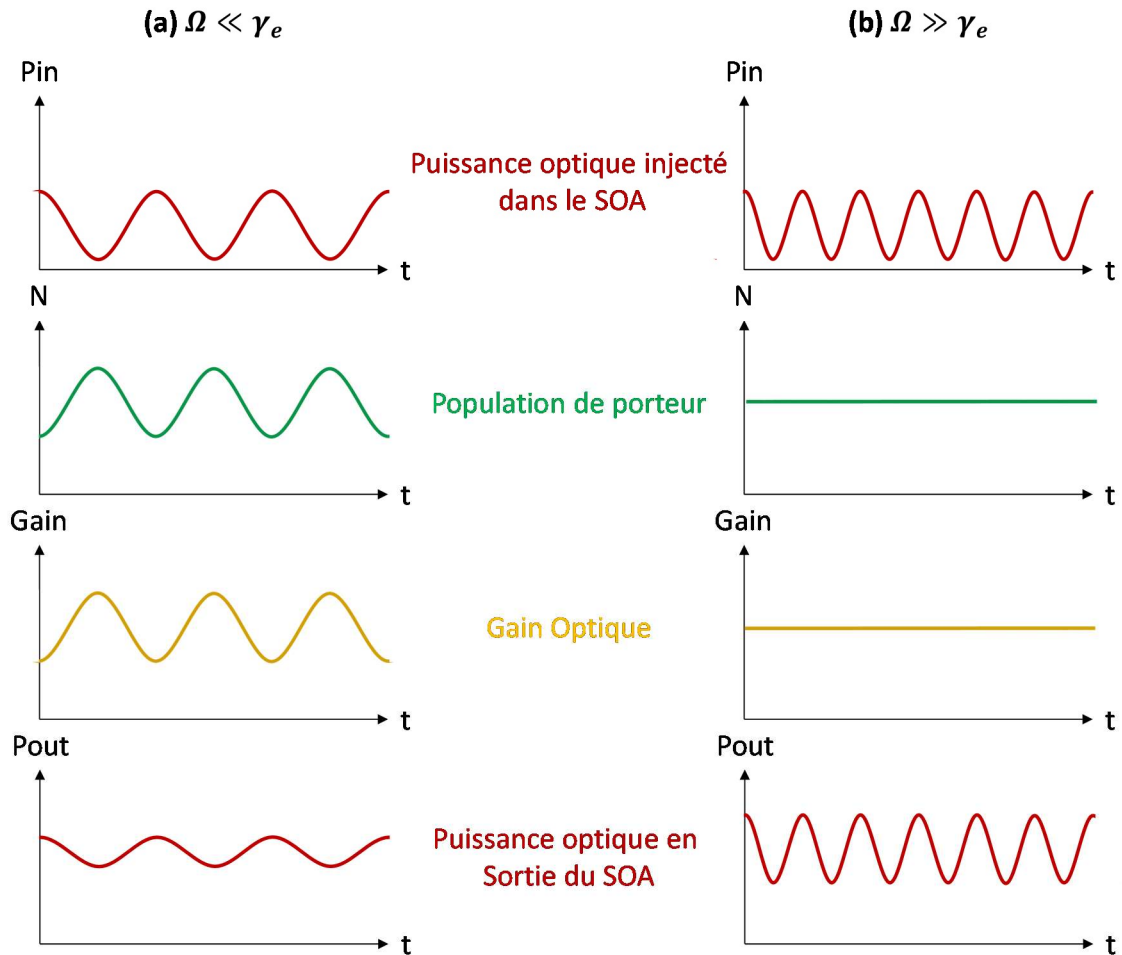 (a) Ω ≪ γₑ
(b) Ω ≫ γₑ
Pin
t
Puissance optique injecté
dans le SOA
Pin
t
N
t
Population de porteur
t
Gain
t
Gain Optique
Gain
t
Pout
t
Puissance optique en
Sortie du SOA
Pout
t